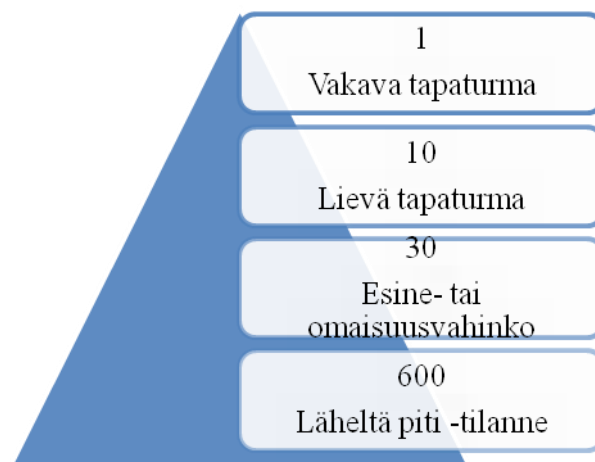 1
Vakava tapaturma
10
Lievä tapaturma
30
Esine- tai
omaisuusvahinko
600
Läheltä piti -tilanne